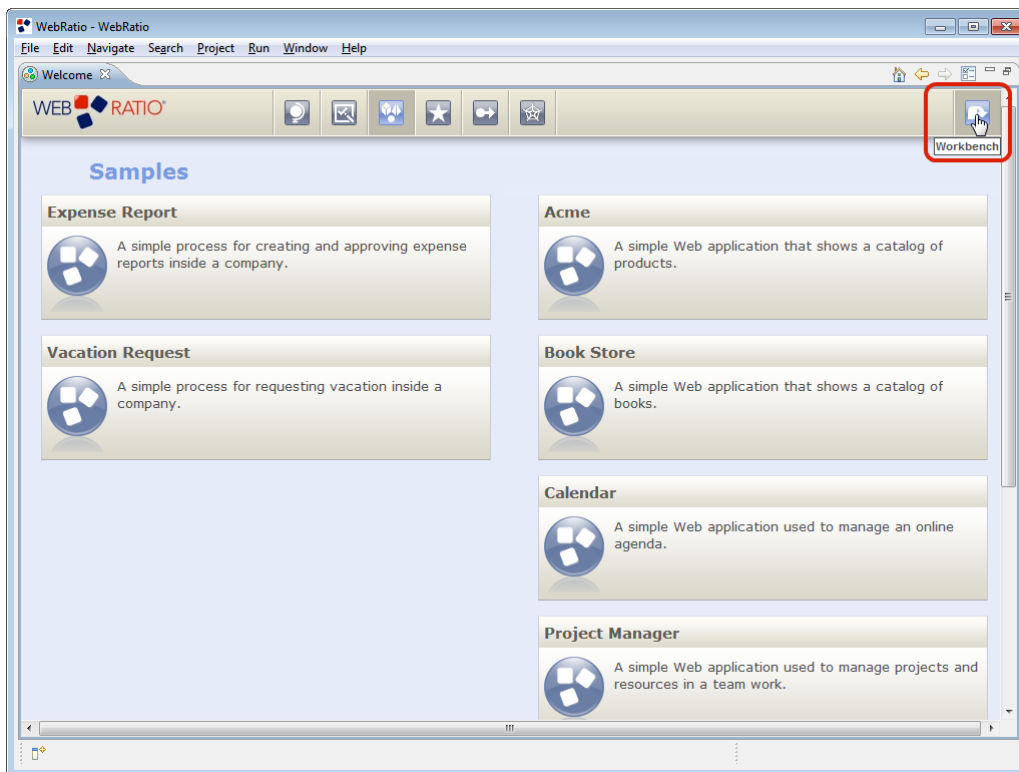 WebRatio - WebRatio
File Edit Navigate Search Project Run Window Help
Welcome
WEB RATIO®
Workbench
Samples
Expense Report
A simple process for creating and approving expense
reports inside a company.
Vacation Request
A simple process for requesting vacation inside a
company.
Acme
A simple Web application that shows a catalog of
products.
Book Store
A simple Web application that shows a catalog of
books.
Calendar
A simple Web application used to manage an online
agenda.
Project Manager
A simple Web application used to manage projects and
resources in a team work.